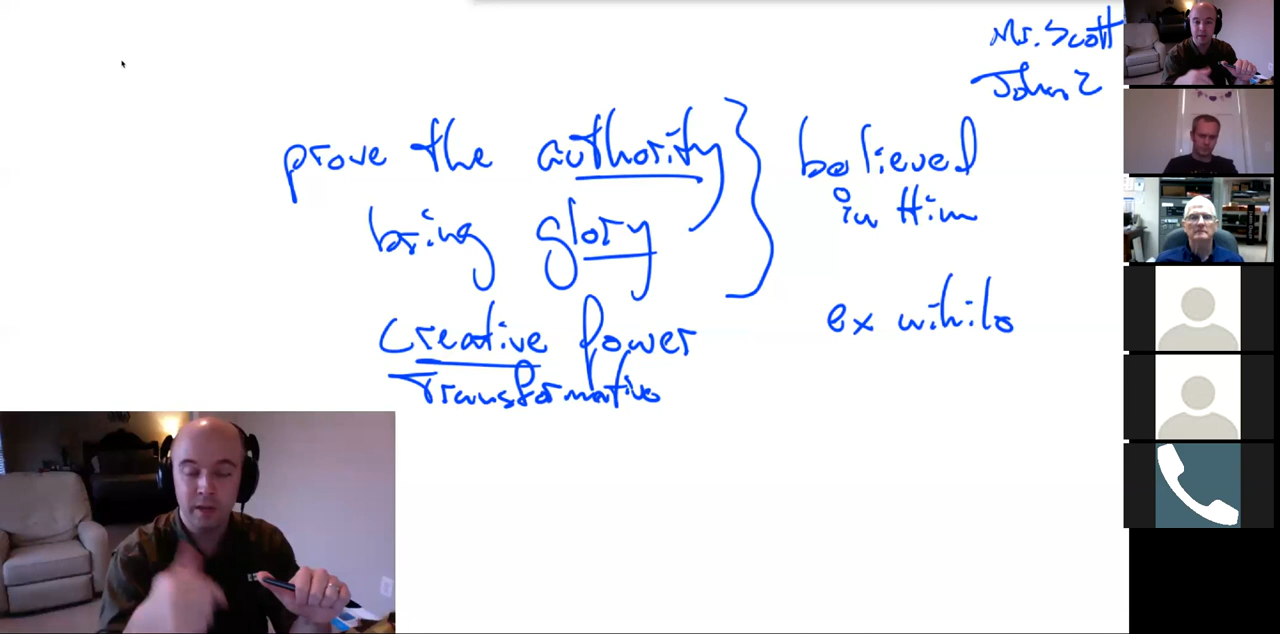 Mr. Scott
John 2
prove the authority
bring glory
believed
in Him
creative power
Transformative
ex nihilo